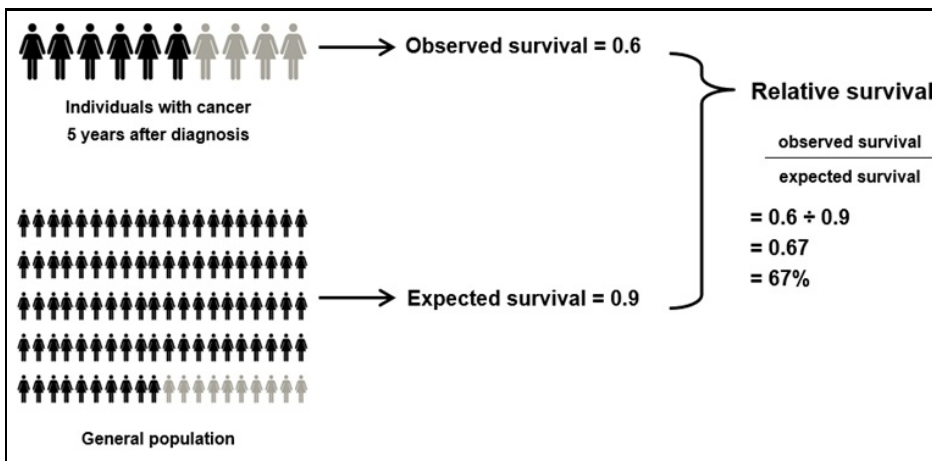 Observed survival = 0.6
Individuals with cancer
5 years after diagnosis
Relative survival
observed survival
expected survival
= 0.6 ÷ 0.9
= 0.67
= 67%
Expected survival = 0.9
General population